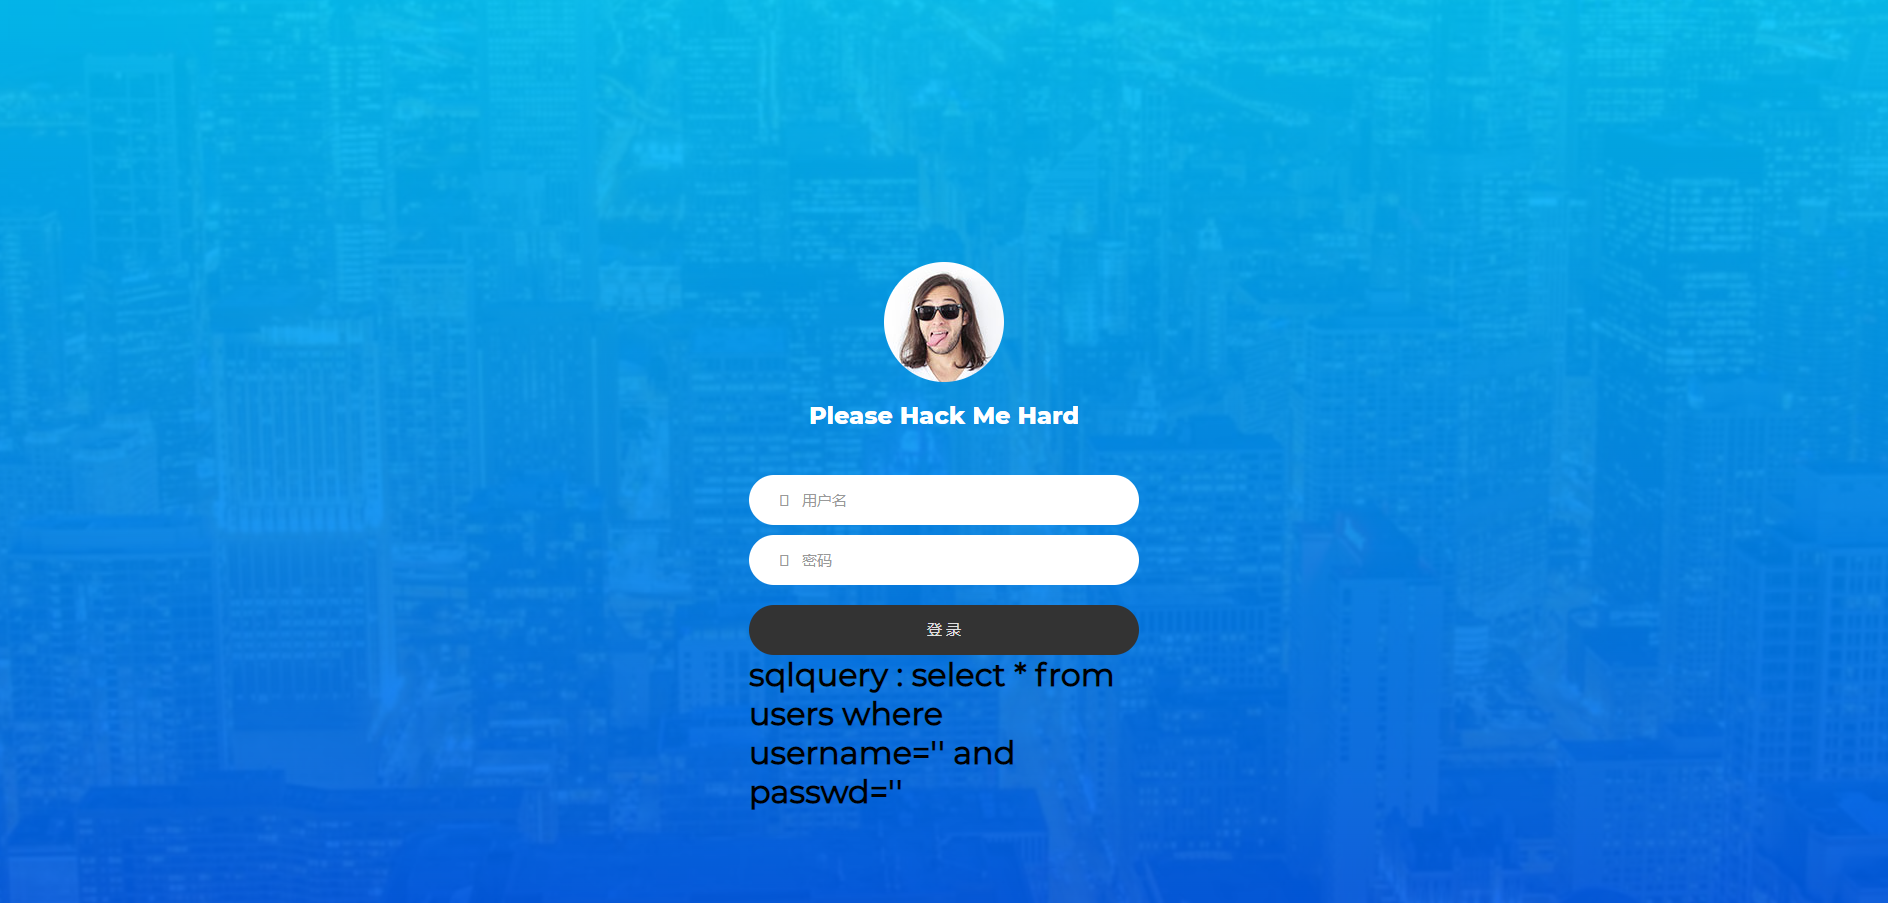 Please Hack Me Hard
用户名
密码
登录
sqlquery : select * from
users where
username='' and
passwd=''